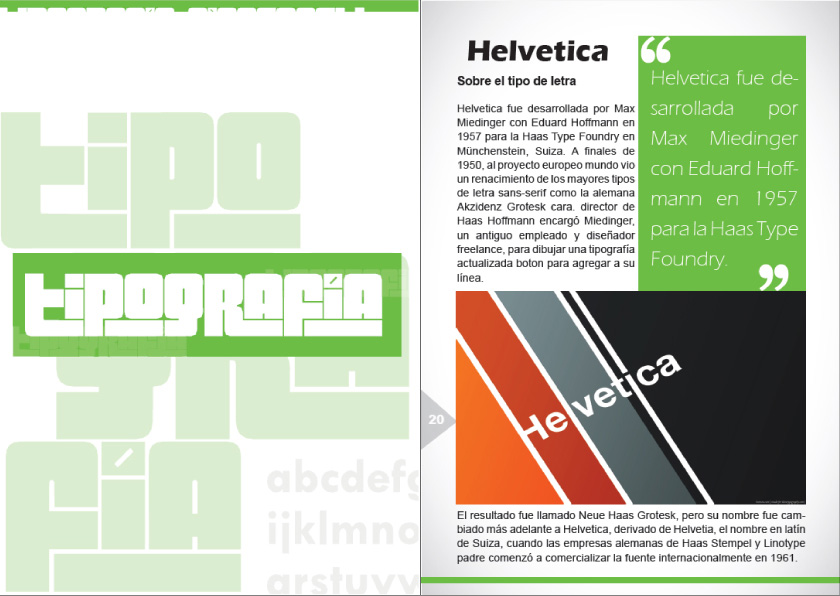 tipo
tipografía
gra
fía
abcdefg
ijklmno
qrstuvw
Helvetica
Sobre el tipo de letra
Helvetica fue desarrollada por Max
Miedinger con Eduard Hoffmann en
1957 para la Haas Type Foundry en
Münchenstein, Suiza. A finales de
1950, al proyecto europeo mundo vio
un renacimiento de los mayores tipos
de letra sans-serif como la alemana
Akzidenz Grotesk cara. director de
Haas Hoffmann encargó Miedinger,
un antiguo empleado y diseñador
freelance, para dibujar una tipografía
actualizada boton para agregar a su
línea.
“
Helvetica fue de-
sarrollada por
Max Miedinger
con Eduard Hoff-
mann en 1957
para la Haas Type
Foundry.
”
Helvetica
20
El resultado fue llamado Neue Haas Grotesk, pero su nombre fue cam-
biado más adelante a Helvetica, derivado de Helvetia, el nombre en latín
de Suiza, cuando las empresas alemanas de Haas Stempel y Linotype
padre comenzó a comercializar la fuente internacionalmente en 1961.